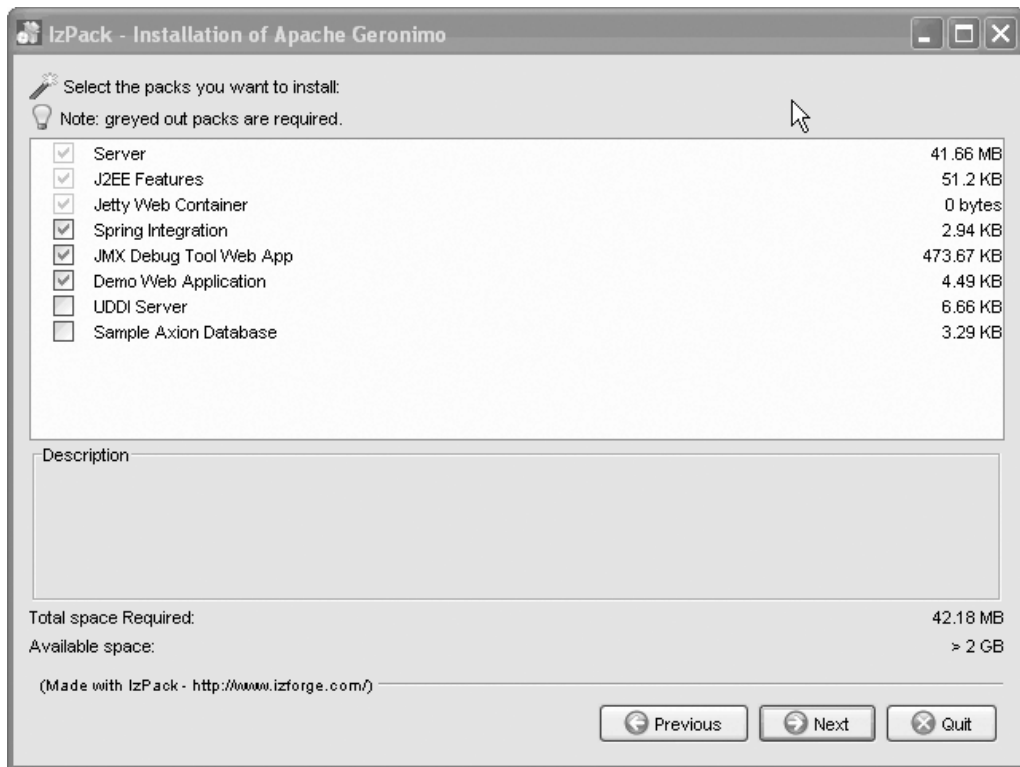 IzPack - Installation of Apache Geronimo
Select the packs you want to install:
Note: greyed out packs are required.
Server 41.66 MB
J2EE Features 51.2 KB
Jetty Web Container 0 bytes
Spring Integration 2.94 KB
JMX Debug Tool Web App 473.67 KB
Demo Web Application 4.49 KB
UDDI Server 6.66 KB
Sample Axion Database 3.29 KB
Description
Total space Required: 42.18 MB
Available space: > 2 GB
(Made with IzPack - http://www.izforge.com/)
Previous Next Quit